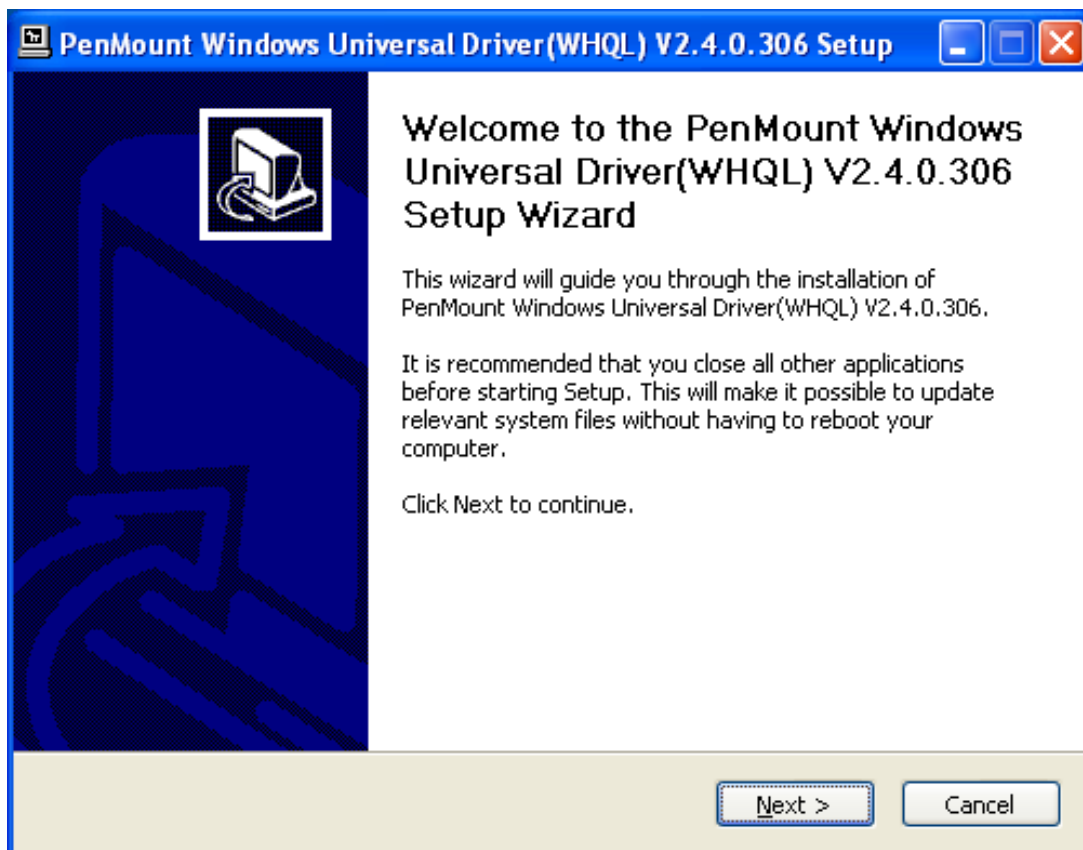 PenMount Windows Universal Driver(WHQL) V2.4.0.306 Setup
Welcome to the PenMount Windows
Universal Driver(WHQL) V2.4.0.306
Setup Wizard
This wizard will guide you through the installation of
PenMount Windows Universal Driver(WHQL) V2.4.0.306.
It is recommended that you close all other applications
before starting Setup. This will make it possible to update
relevant system files without having to reboot your
computer.
Click Next to continue.
Next >
Cancel